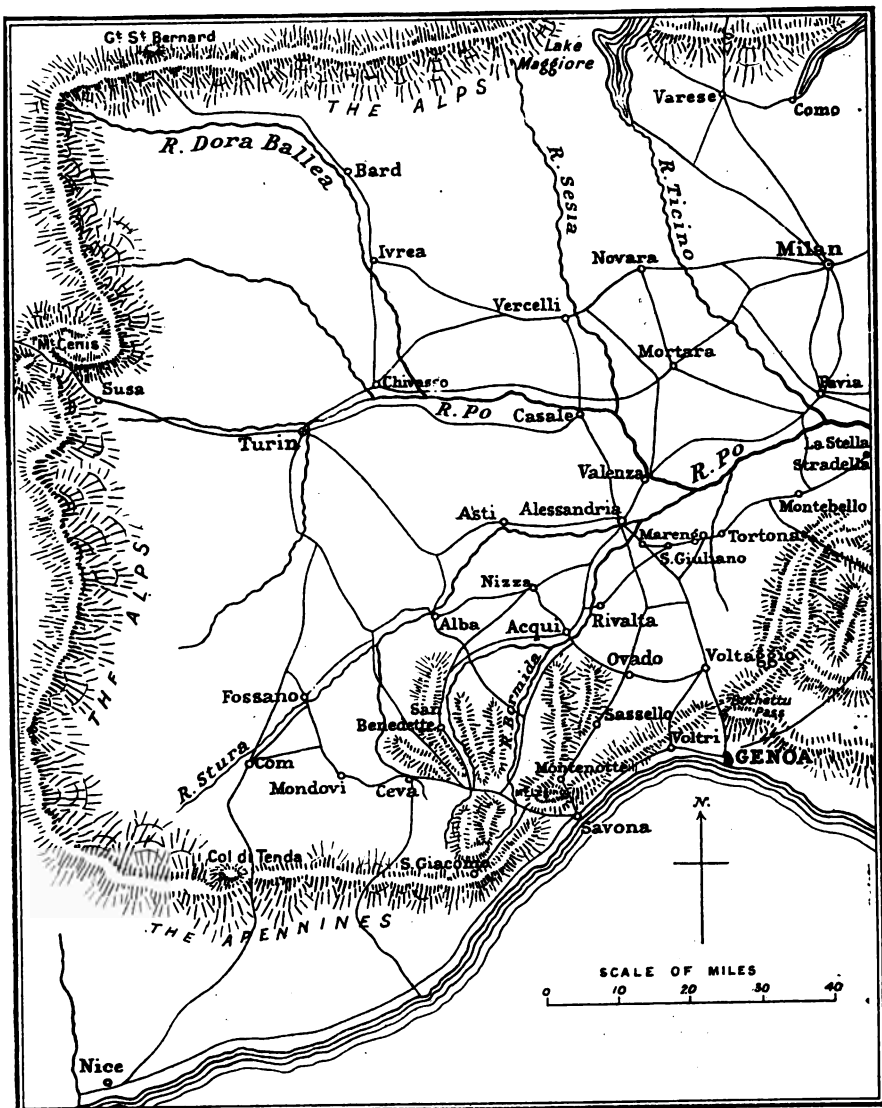 Gt. St. Bernard
Lake
Maggiore
THE ALPS
Varese
Como
R. Dora Ballea
Bard
R. Sesia
R. Ticino
Ivrea
Novara
Milan
Vercelli
Mt Cenis
Mortara
Susa
Chivasso
Pavia
R. Po
Casale
Turin
R. Po
La Stella
Stradella
Valenza
Montebello
Asti
Alessandria
Marengo
Tortona
S. Giuliano
THE ALPS
Nizza
Alba
Acqui
Rivalta
Ovado
Voltaggio
R. Bormida
Fossano
San
Benedette
Sassello
Bochetta
Pass
R. Stura
Com
Voltri
GENOA
Mondovi
Ceva
Montenotte
Savona
N.
Col di Tenda
S. Giacomo
THE APENNINES
SCALE OF MILES
0 10 20 30 40
Nice